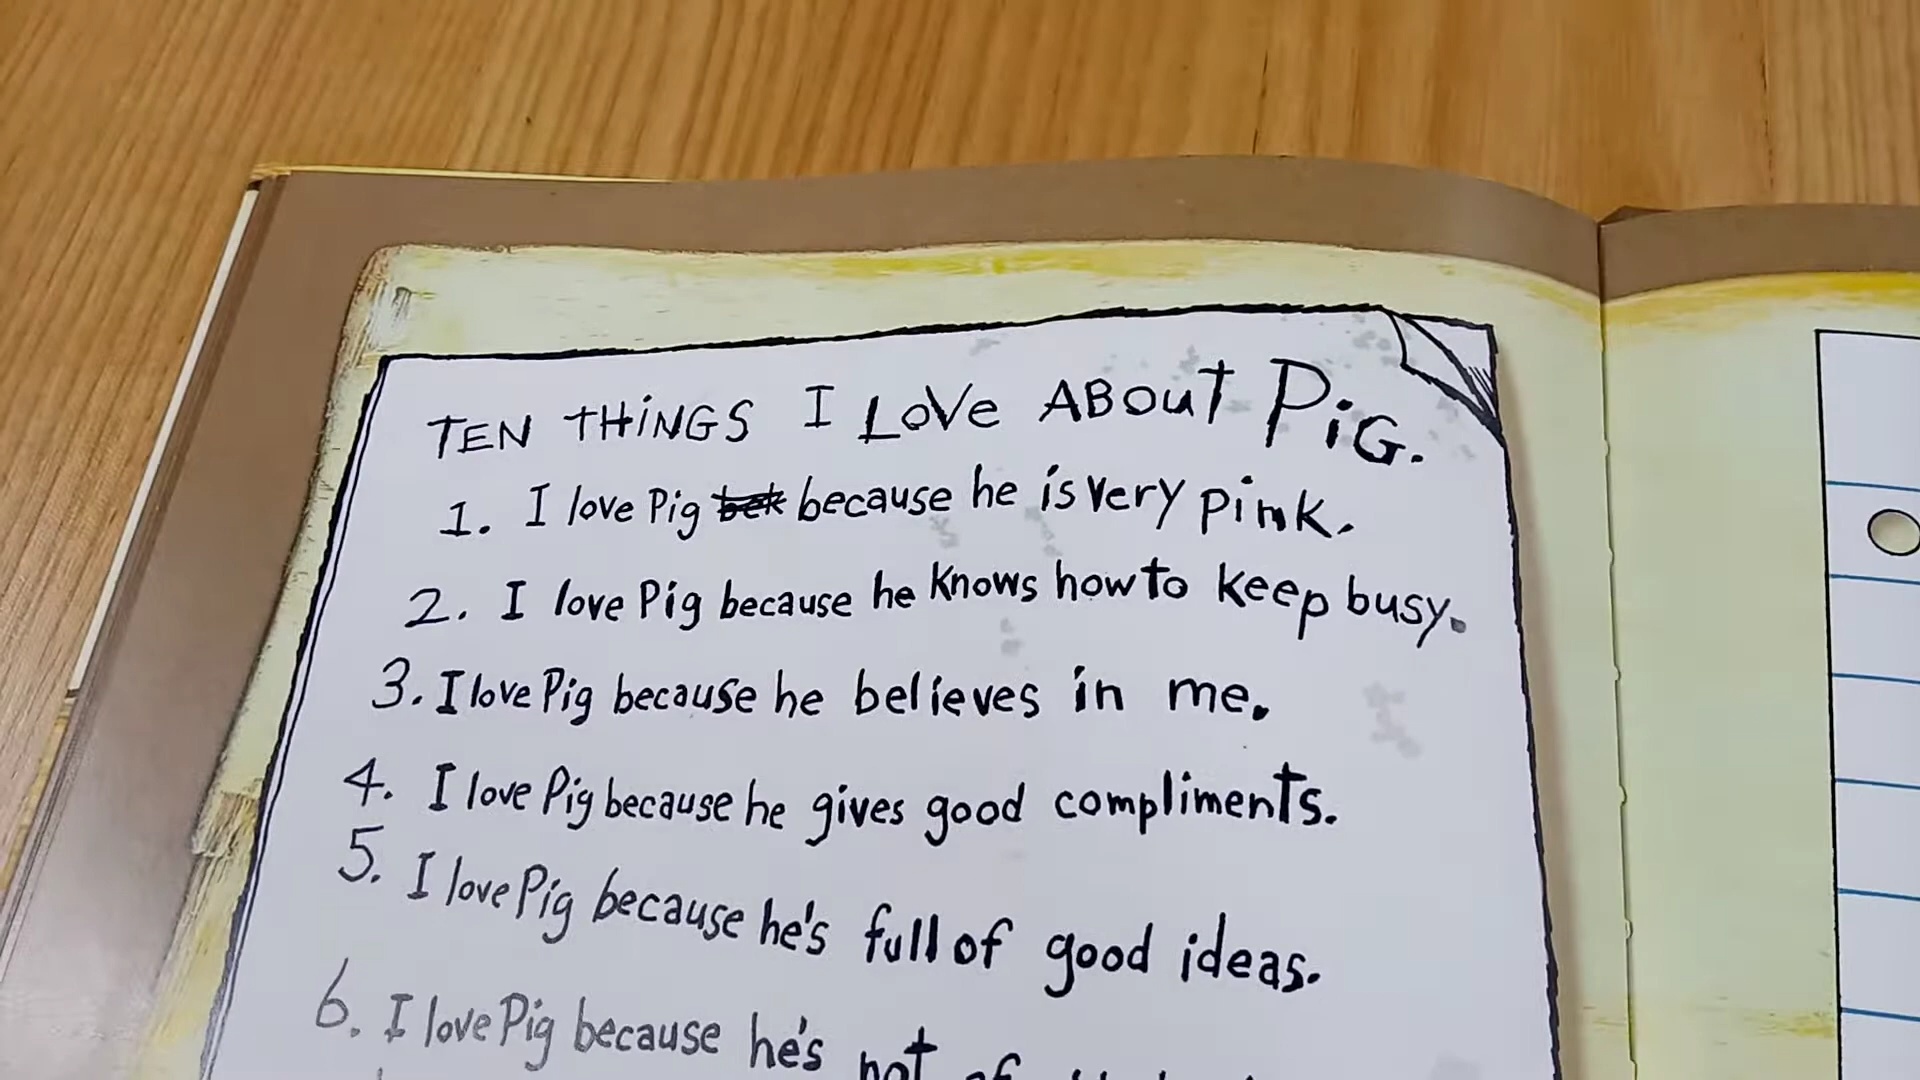 TEN THINGS I LOVE ABOUT PIG.
1. I love Pig bek because he is very pink.
2. I love Pig because he knows how to keep busy.
3. I love Pig because he believes in me.
4. I love Pig because he gives good compliments.
5. I love Pig because he's full of good ideas.
6. I love Pig because he's not